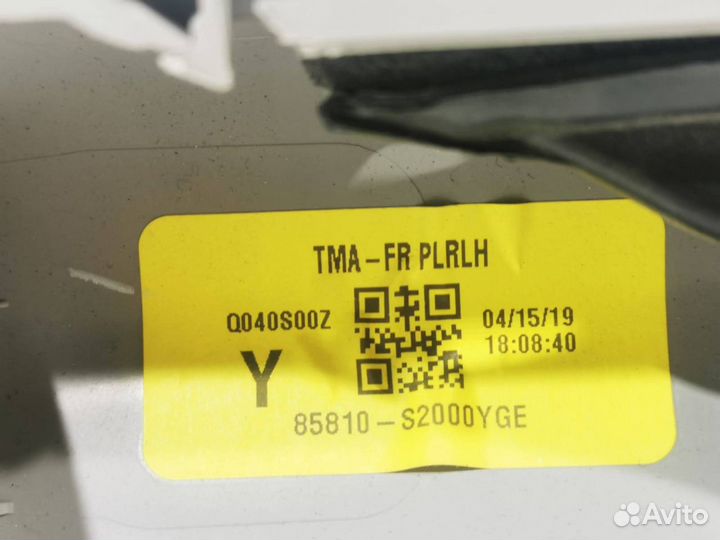 TMA-FR PLRLH
Q040S00Z
04/15/19
18:08:40
Y
85810-S2000YGE
Avito